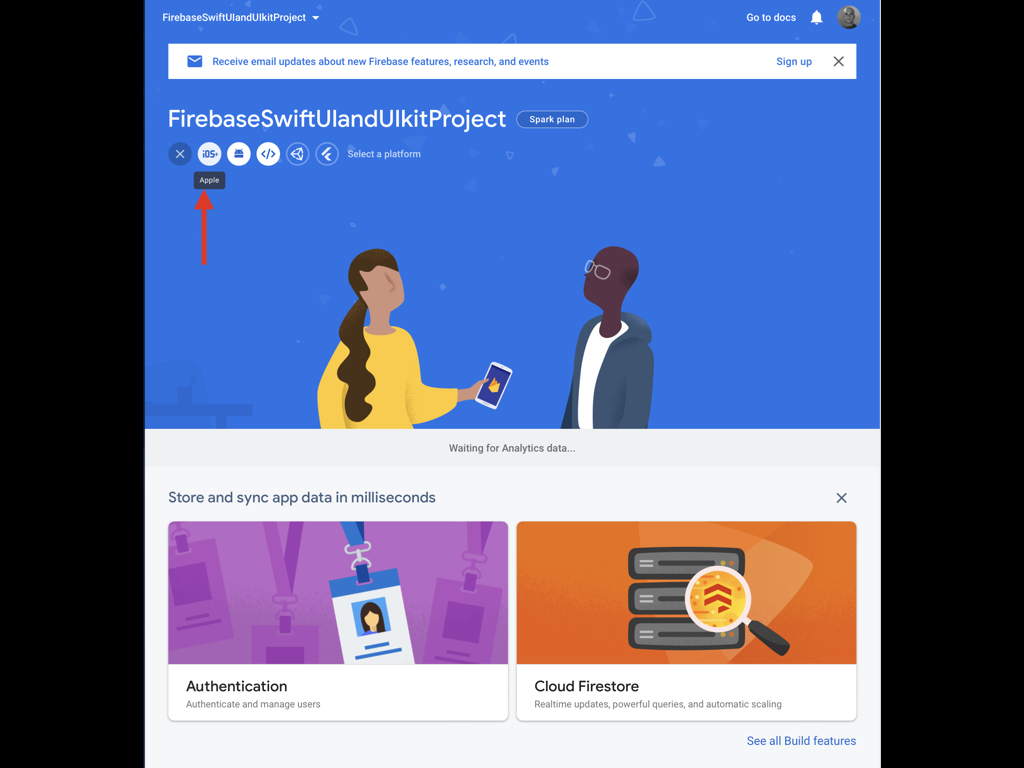 FirebaseSwiftUIandUIkitProject
Go to docs
Receive email updates about new Firebase features, research, and events
Sign up
FirebaseSwiftUIandUIkitProject
Spark plan
iOS+
</>
Select a platform
Apple
Waiting for Analytics data...
Store and sync app data in milliseconds
Authentication
Authenticate and manage users
Cloud Firestore
Realtime updates, powerful queries, and automatic scaling
See all Build features